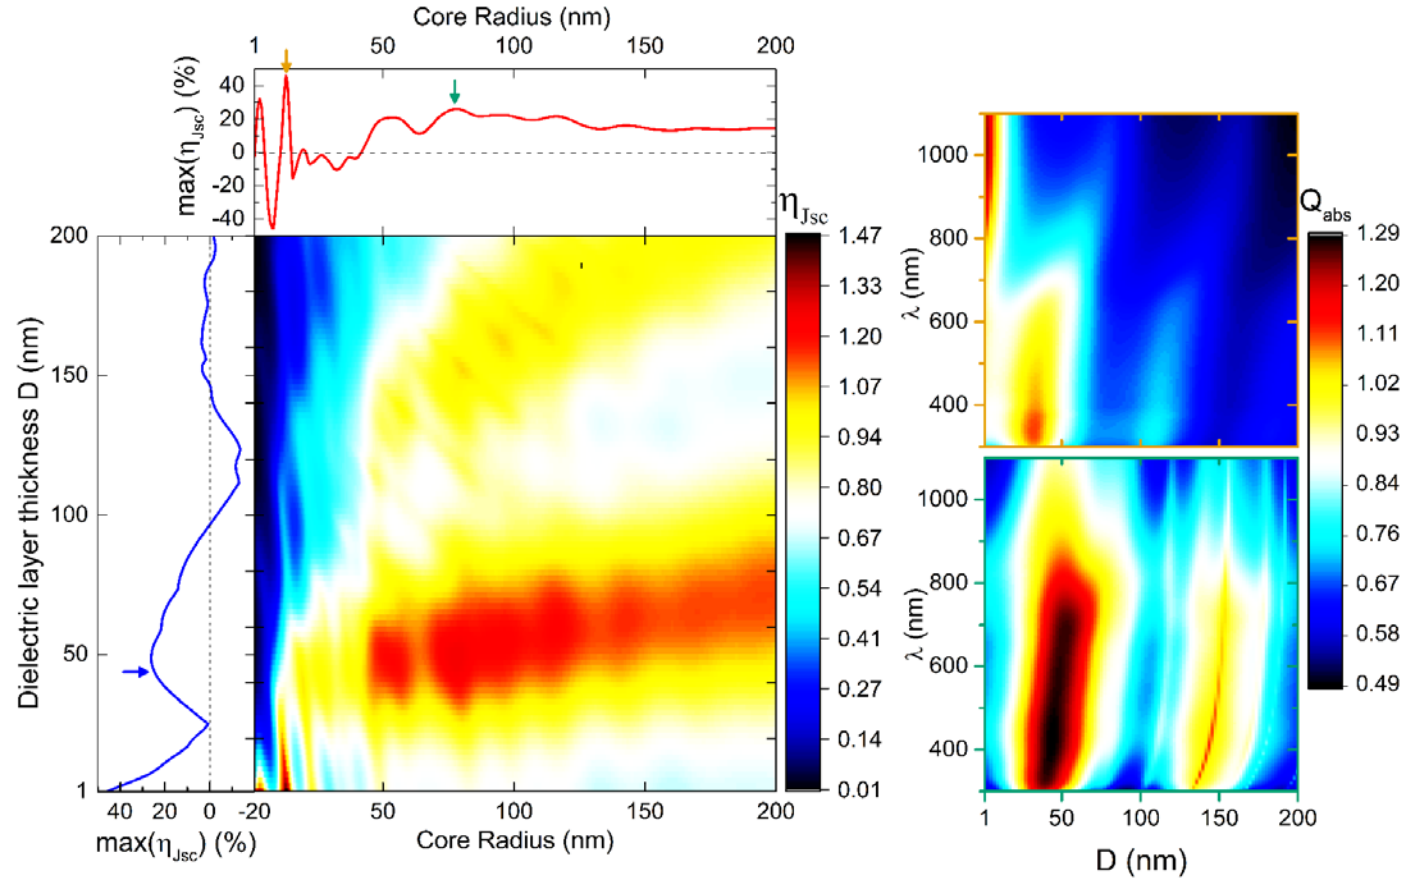 Core Radius (nm)
1 50 100 150 200
max(η_Jsc) (%)
40
20
0
-20
-40
η_Jsc
1.47
1.33
1.20
1.07
0.94
0.80
0.67
0.54
0.41
0.27
0.14
0.01
Dielectric layer thickness D (nm)
200
150
100
50
1
40 20 0 -20
max(η_Jsc) (%)
50 100 150 200
Core Radius (nm)
λ (nm)
1000
800
600
400
λ (nm)
1000
800
600
400
1 50 100 150 200
D (nm)
Q_abs
1.29
1.20
1.11
1.02
0.93
0.84
0.76
0.67
0.58
0.49